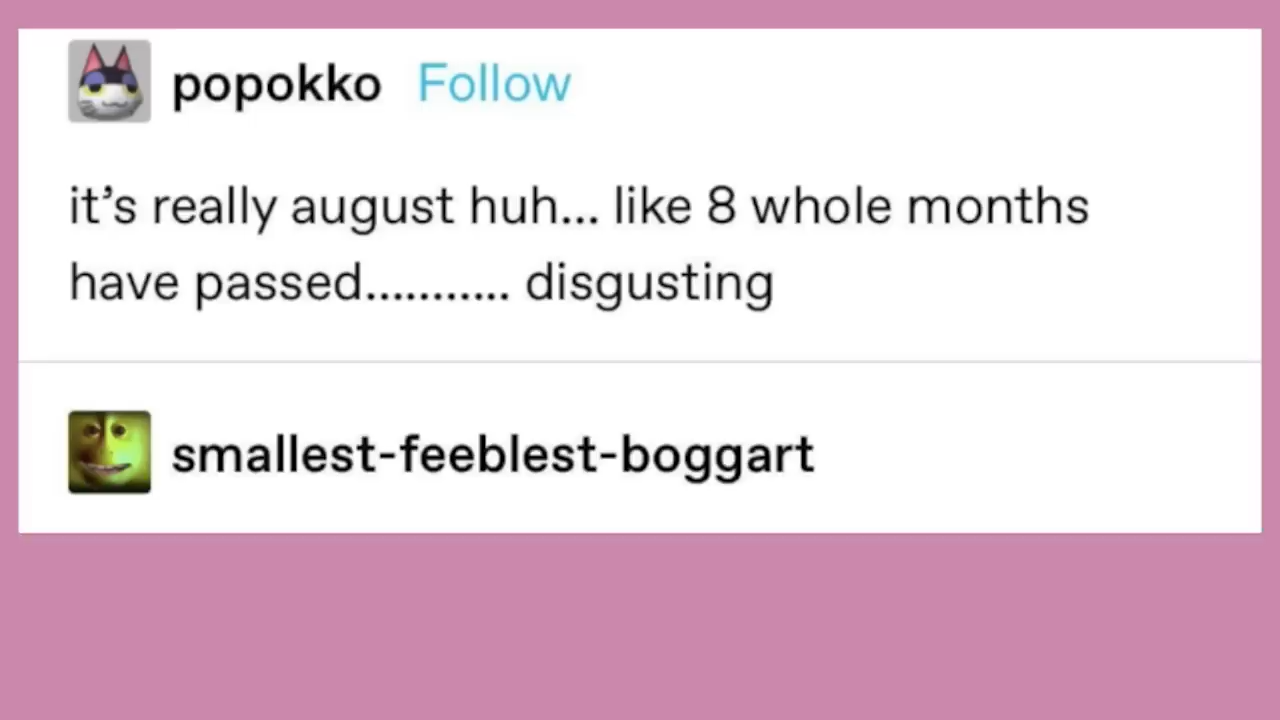 popokko Follow
it’s really august huh... like 8 whole months
have passed........... disgusting
smallest-feeblest-boggart